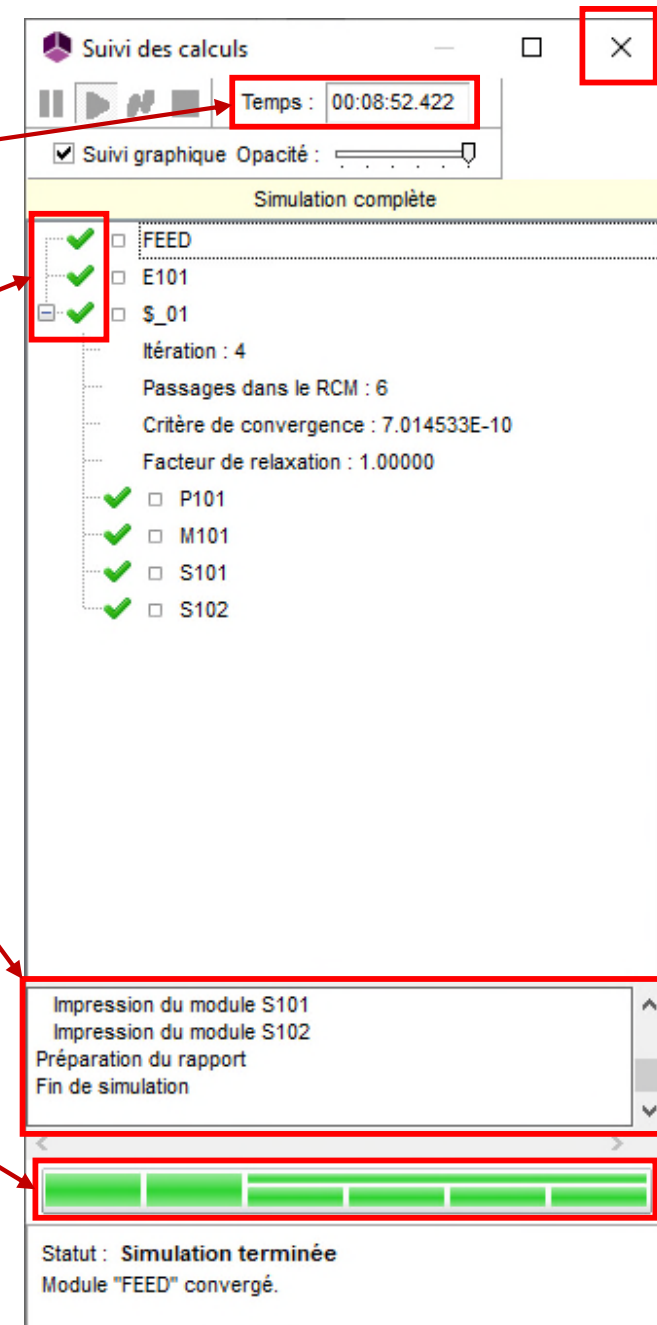 Suivi des calculs
Temps : 00:08:52.422
Suivi graphique Opacité :
Simulation complète
FEED
E101
$_01
Itération : 4
Passages dans le RCM : 6
Critère de convergence : 7.014533E-10
Facteur de relaxation : 1.00000
P101
M101
S101
S102
Impression du module S101
Impression du module S102
Préparation du rapport
Fin de simulation
Statut : Simulation terminée
Module "FEED" convergé.